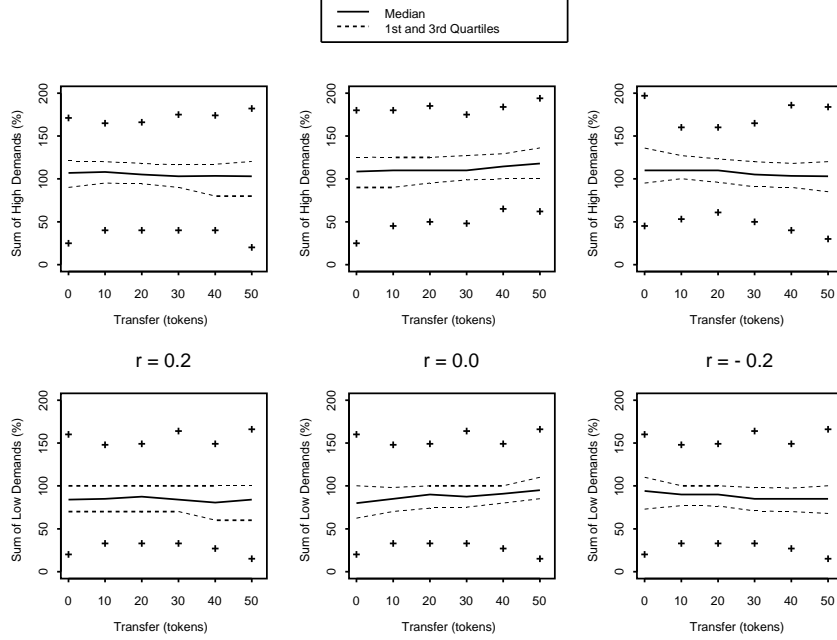 Median
1st and 3rd Quartiles
Sum of High Demands (%)
0 50 100 150 200
0 10 20 30 40 50
Transfer (tokens)
Sum of High Demands (%)
0 50 100 150 200
0 10 20 30 40 50
Transfer (tokens)
Sum of High Demands (%)
0 50 100 150 200
0 10 20 30 40 50
Transfer (tokens)
r = 0.2
r = 0.0
r = - 0.2
Sum of Low Demands (%)
0 50 100 150 200
0 10 20 30 40 50
Transfer (tokens)
Sum of Low Demands (%)
0 50 100 150 200
0 10 20 30 40 50
Transfer (tokens)
Sum of Low Demands (%)
0 50 100 150 200
0 10 20 30 40 50
Transfer (tokens)